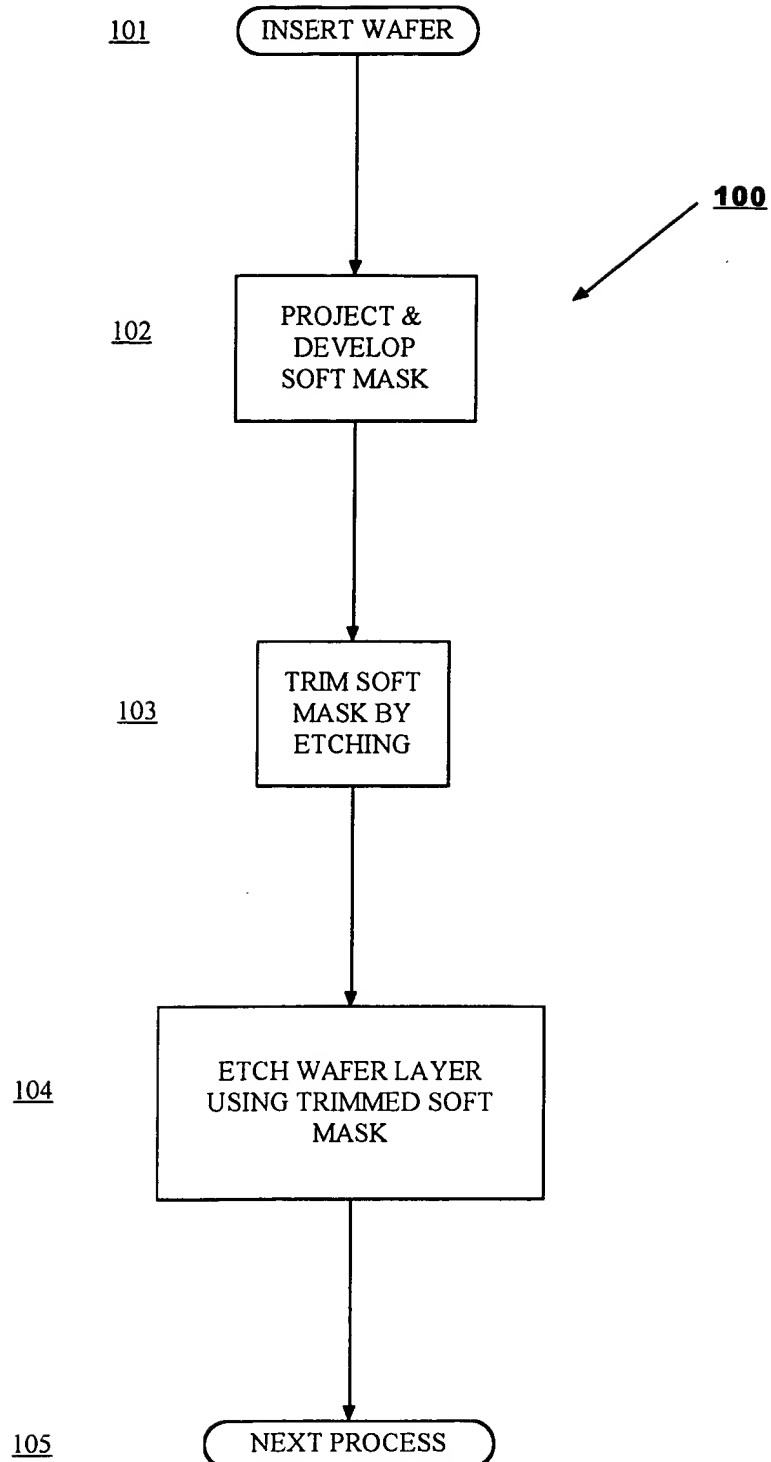 101
INSERT WAFER
100
102
PROJECT &
DEVELOP
SOFT MASK
103
TRIM SOFT
MASK BY
ETCHING
104
ETCH WAFER LAYER
USING TRIMMED SOFT
MASK
105
NEXT PROCESS